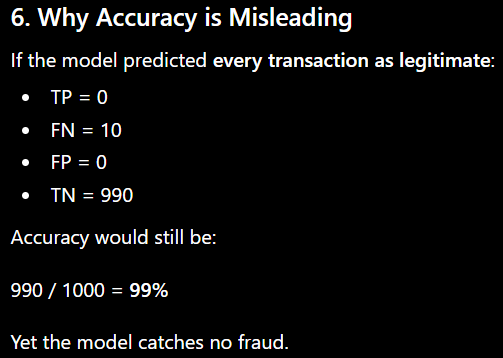 6. Why Accuracy is Misleading
If the model predicted every transaction as legitimate:
• TP = 0
• FN = 10
• FP = 0
• TN = 990
Accuracy would still be:
990 / 1000 = 99%
Yet the model catches no fraud.